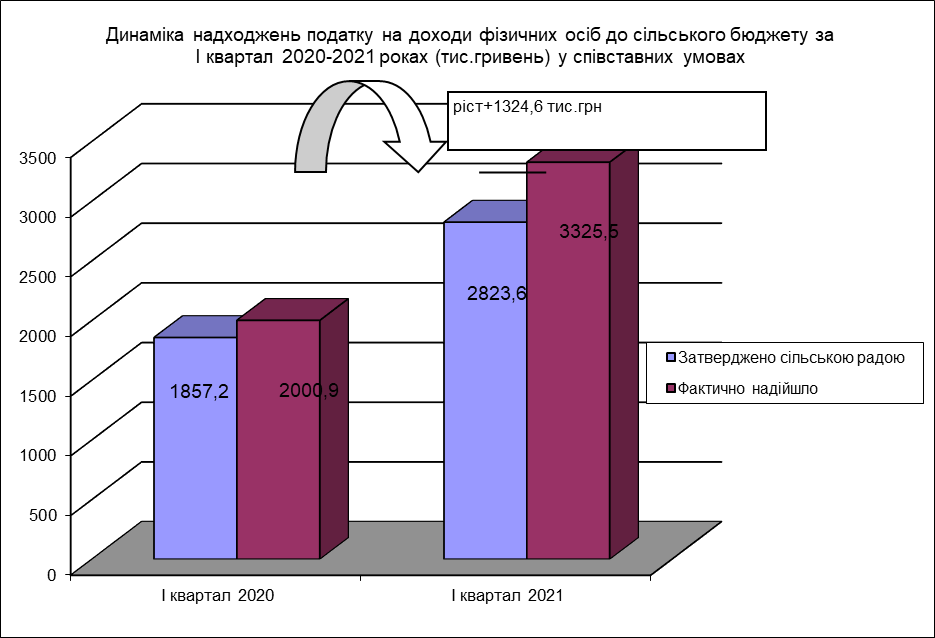 Динаміка надходжень податку на доходи фізичних осіб до сільського бюджету за
І квартал 2020-2021 роках (тис.гривень) у співставних умовах
ріст+1324,6 тис.грн
3500
3000
2500
2000
1500
1000
500
0
1857,2
2000,9
2823,6
3325,5
І квартал 2020
І квартал 2021
Затверджено сільською радою
Фактично надійшло